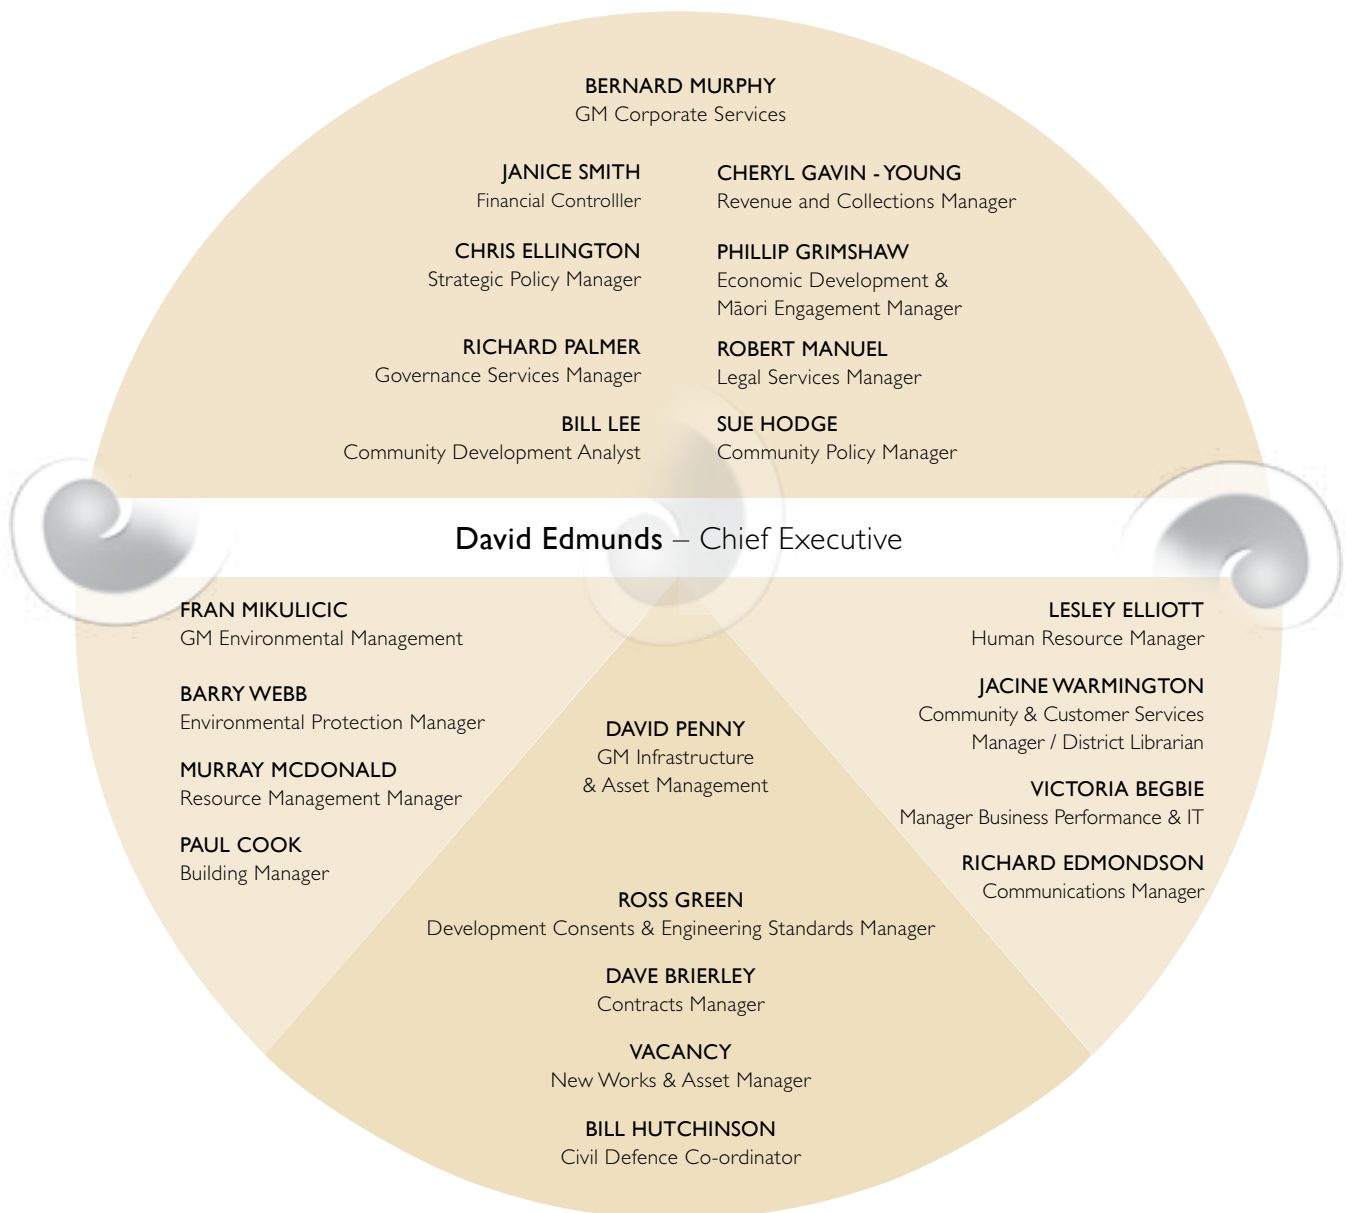 BERNARD MURPHY
GM Corporate Services
JANICE SMITH
Financial Controlller
CHRIS ELLINGTON
Strategic Policy Manager
RICHARD PALMER
Governance Services Manager
BILL LEE
Community Development Analyst
CHERYL GAVIN - YOUNG
Revenue and Collections Manager
PHILLIP GRIMSHAW
Economic Development &
Māori Engagement Manager
ROBERT MANUEL
Legal Services Manager
SUE HODGE
Community Policy Manager
David Edmunds – Chief Executive
FRAN MIKULICIC
GM Environmental Management
BARRY WEBB
Environmental Protection Manager
MURRAY MCDONALD
Resource Management Manager
PAUL COOK
Building Manager
DAVID PENNY
GM Infrastructure
& Asset Management
ROSS GREEN
Development Consents & Engineering Standards Manager
DAVE BRIERLEY
Contracts Manager
VACANCY
New Works & Asset Manager
BILL HUTCHINSON
Civil Defence Co-ordinator
LESLEY ELLIOTT
Human Resource Manager
JACINE WARMINGTON
Community & Customer Services
Manager / District Librarian
VICTORIA BEGBIE
Manager Business Performance & IT
RICHARD EDMONDSON
Communications Manager